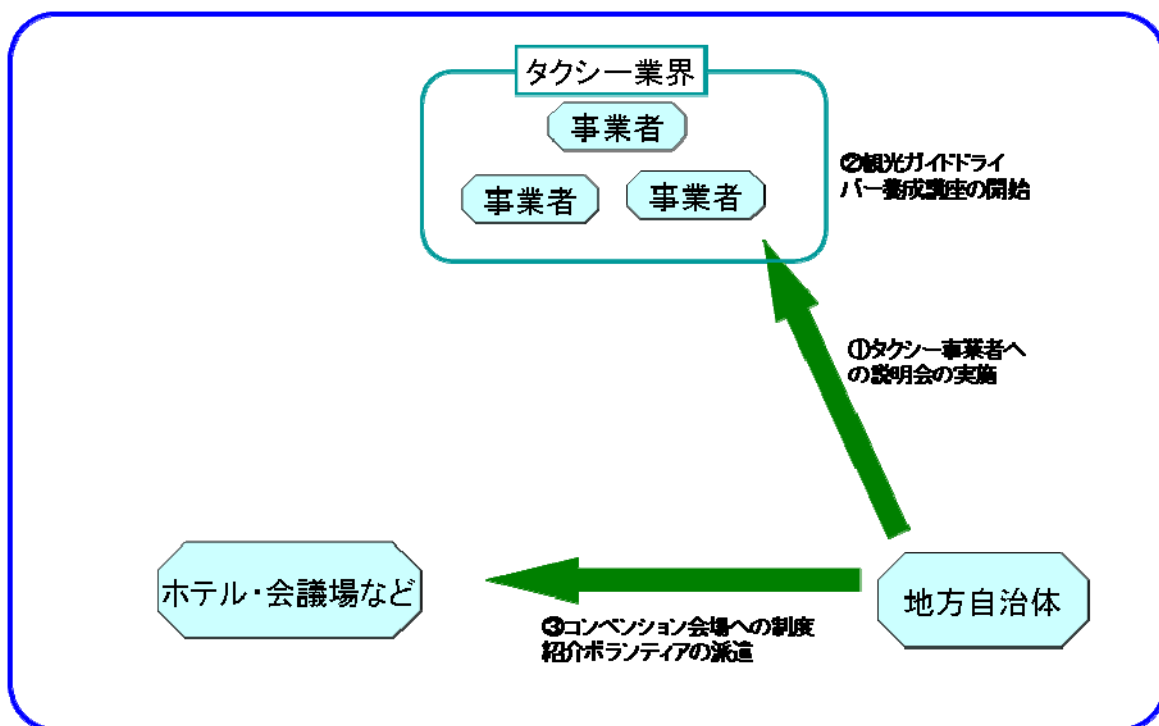 タクシー業界
事業者
事業者
事業者
②観光ガイドドライ
バー養成講座の開始
①タクシー事業者へ
の説明会の実施
ホテル・会議場など
地方自治体
③コンベンション会場への制度
紹介ボランティアの派遣